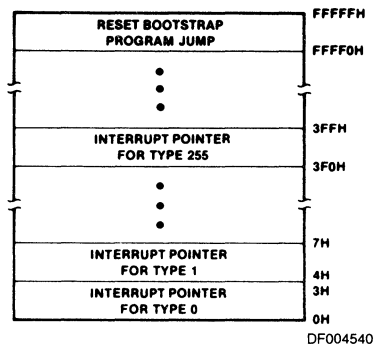 RESET BOOTSTRAP
PROGRAM JUMP
FFFFFH
FFFF0H
INTERRUPT POINTER
FOR TYPE 255
3FFH
3F0H
7H
INTERRUPT POINTER
FOR TYPE 1
4H
3H
INTERRUPT POINTER
FOR TYPE 0
0H
DF004540